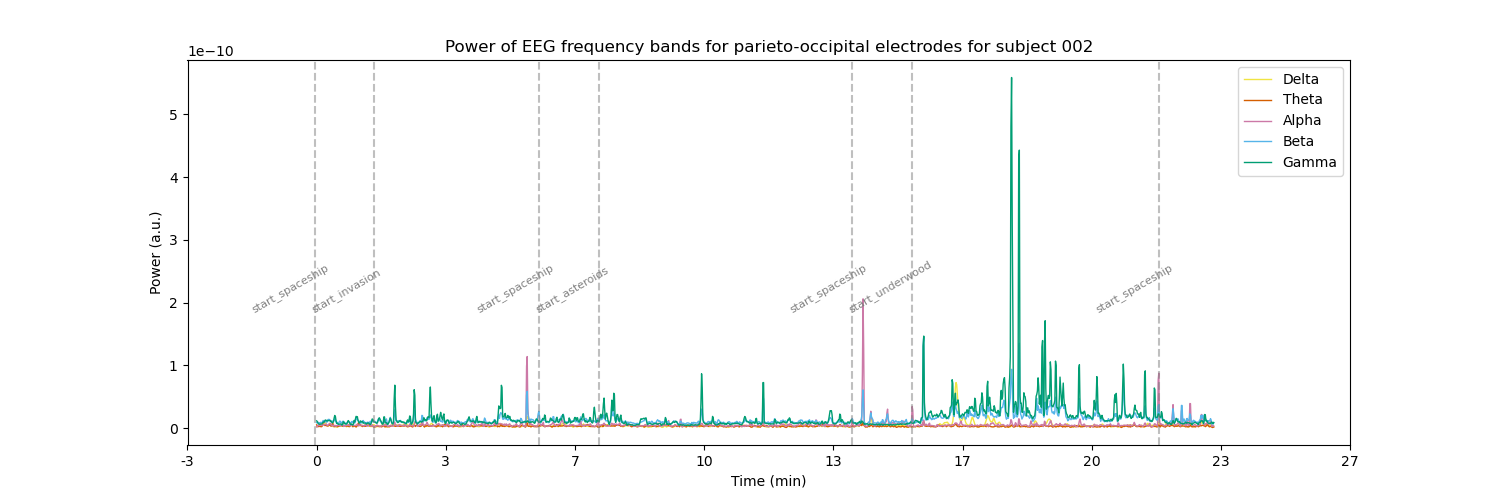 Power of EEG frequency bands for parieto-occipital electrodes for subject 002
1e−10
Delta
Theta
Alpha
Beta
Gamma
5
4
3
2
1
0
Power (a.u.)
start_spaceship
start_invasion
start_spaceship
start_asteroids
start_spaceship
start_underwood
start_spaceship
-3
0
3
7
10
13
17
20
23
27
Time (min)